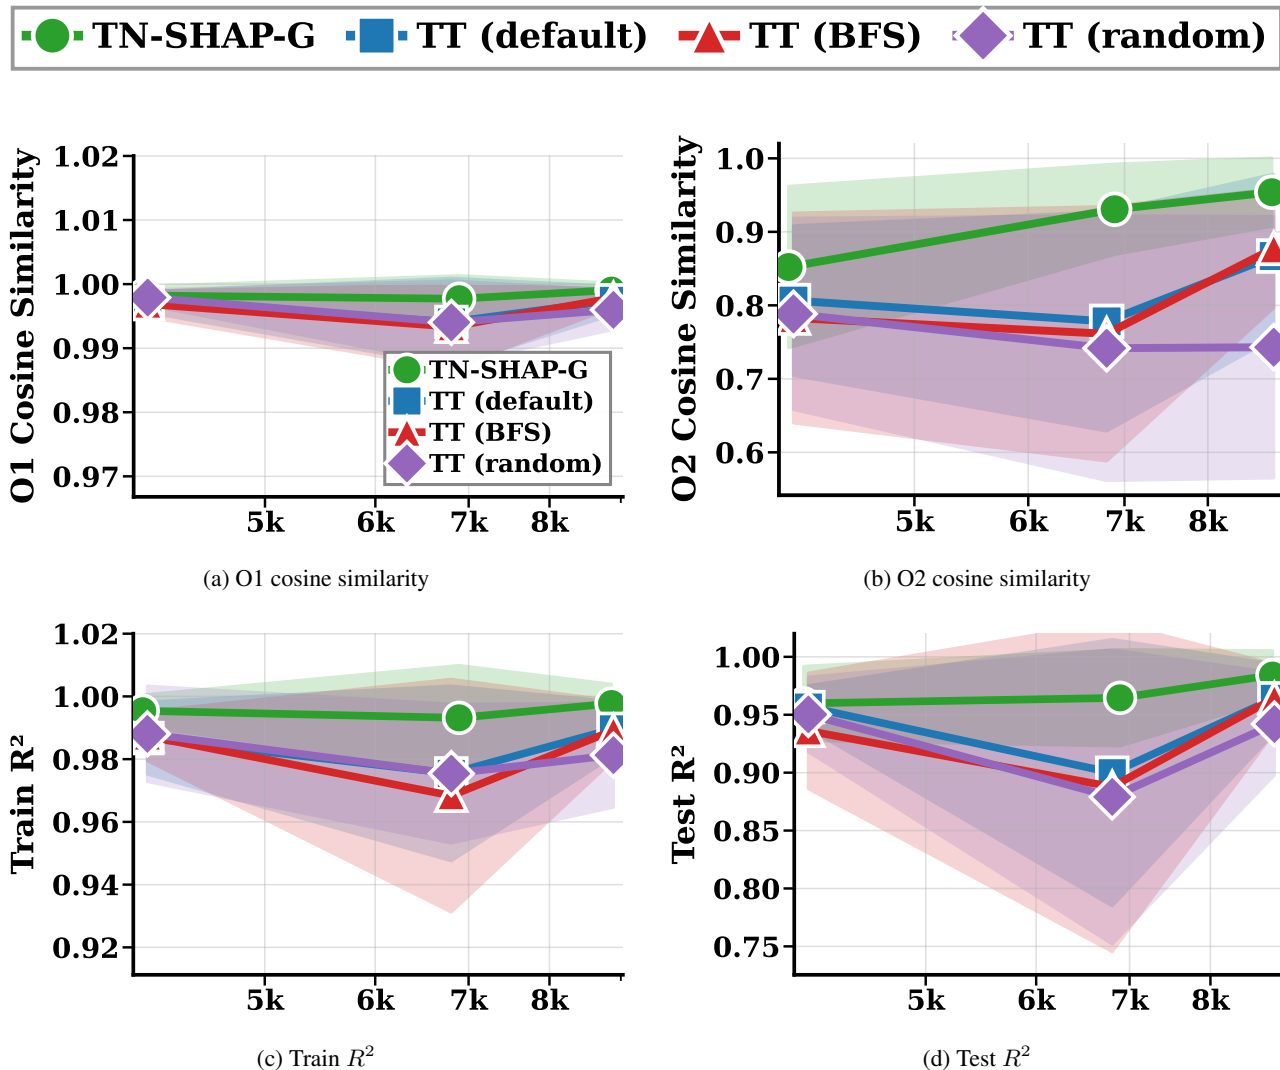 TN-SHAP-G TT (default) TT (BFS) TT (random)
O1 Cosine Similarity
1.02
1.01
1.00
0.99
0.98
0.97
TN-SHAP-G
TT (default)
TT (BFS)
TT (random)
5k 6k 7k 8k
(a) O1 cosine similarity
O2 Cosine Similarity
1.0
0.9
0.8
0.7
0.6
5k 6k 7k 8k
(b) O2 cosine similarity
Train R²
1.02
1.00
0.98
0.96
0.94
0.92
5k 6k 7k 8k
(c) Train R²
Test R²
1.00
0.95
0.90
0.85
0.80
0.75
5k 6k 7k 8k
(d) Test R²